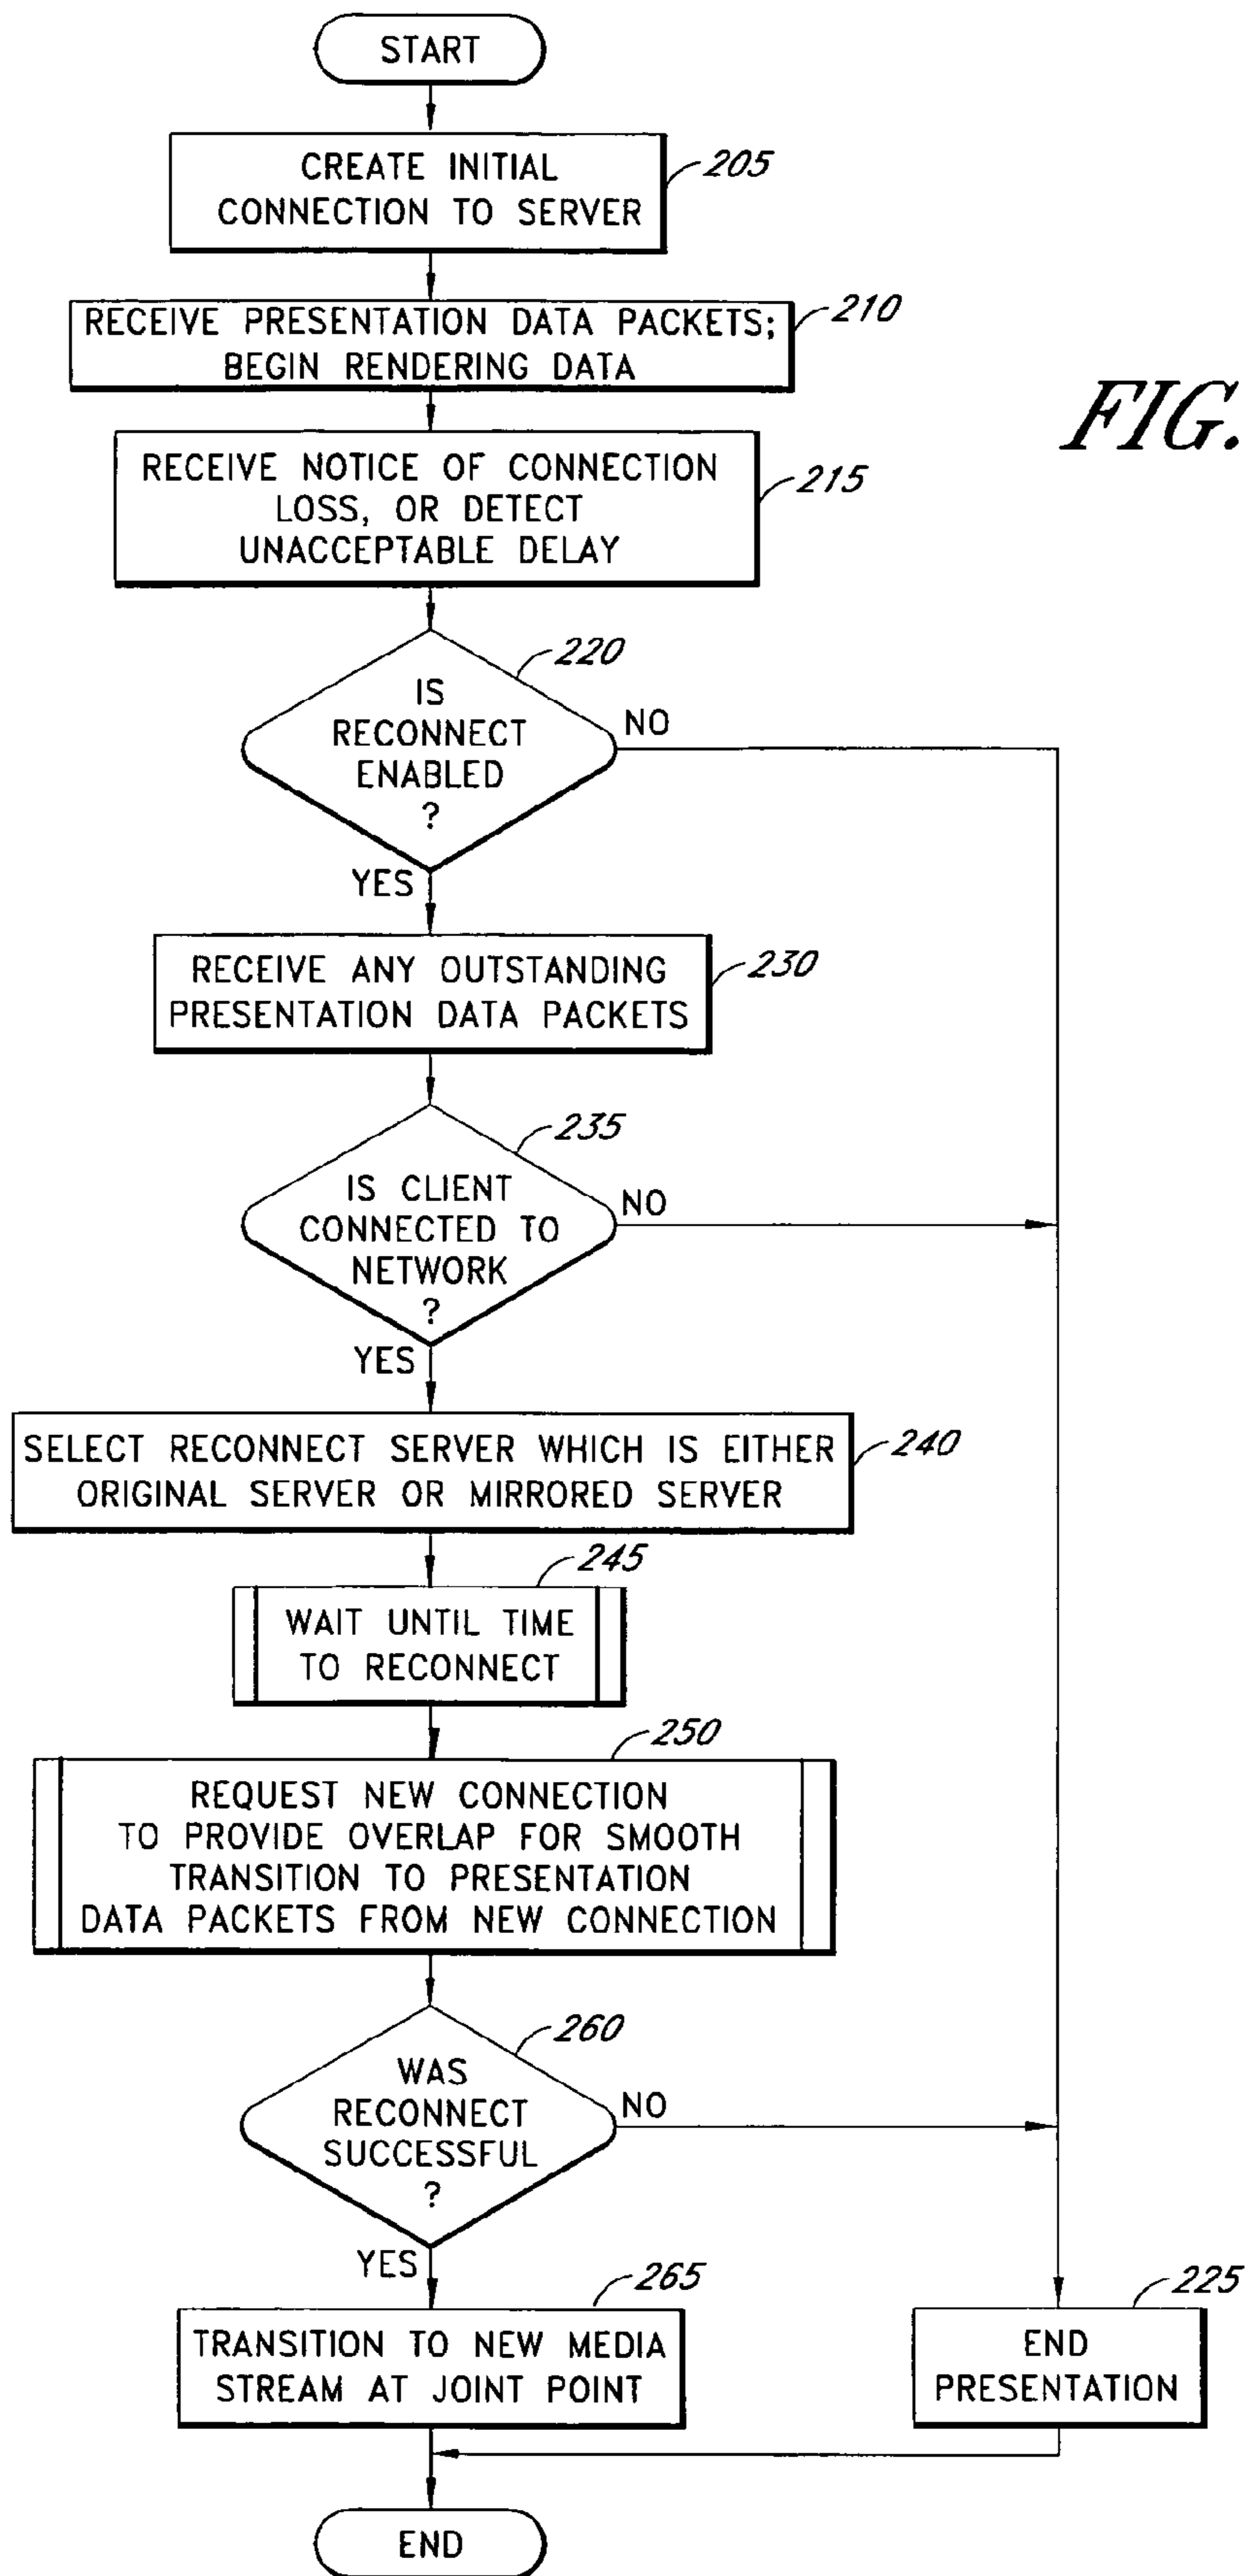 START
CREATE INITIAL
CONNECTION TO SERVER
205
RECEIVE PRESENTATION DATA PACKETS;
BEGIN RENDERING DATA
210
FIG.
RECEIVE NOTICE OF CONNECTION
LOSS, OR DETECT
UNACCEPTABLE DELAY
215
220
IS
RECONNECT
ENABLED
?
NO
YES
RECEIVE ANY OUTSTANDING
PRESENTATION DATA PACKETS
230
235
IS CLIENT
CONNECTED TO
NETWORK
?
NO
YES
SELECT RECONNECT SERVER WHICH IS EITHER
ORIGINAL SERVER OR MIRRORED SERVER
240
245
WAIT UNTIL TIME
TO RECONNECT
250
REQUEST NEW CONNECTION
TO PROVIDE OVERLAP FOR SMOOTH
TRANSITION TO PRESENTATION
DATA PACKETS FROM NEW CONNECTION
260
WAS
RECONNECT
SUCCESSFUL
?
NO
YES
265
TRANSITION TO NEW MEDIA
STREAM AT JOINT POINT
225
END
PRESENTATION
END